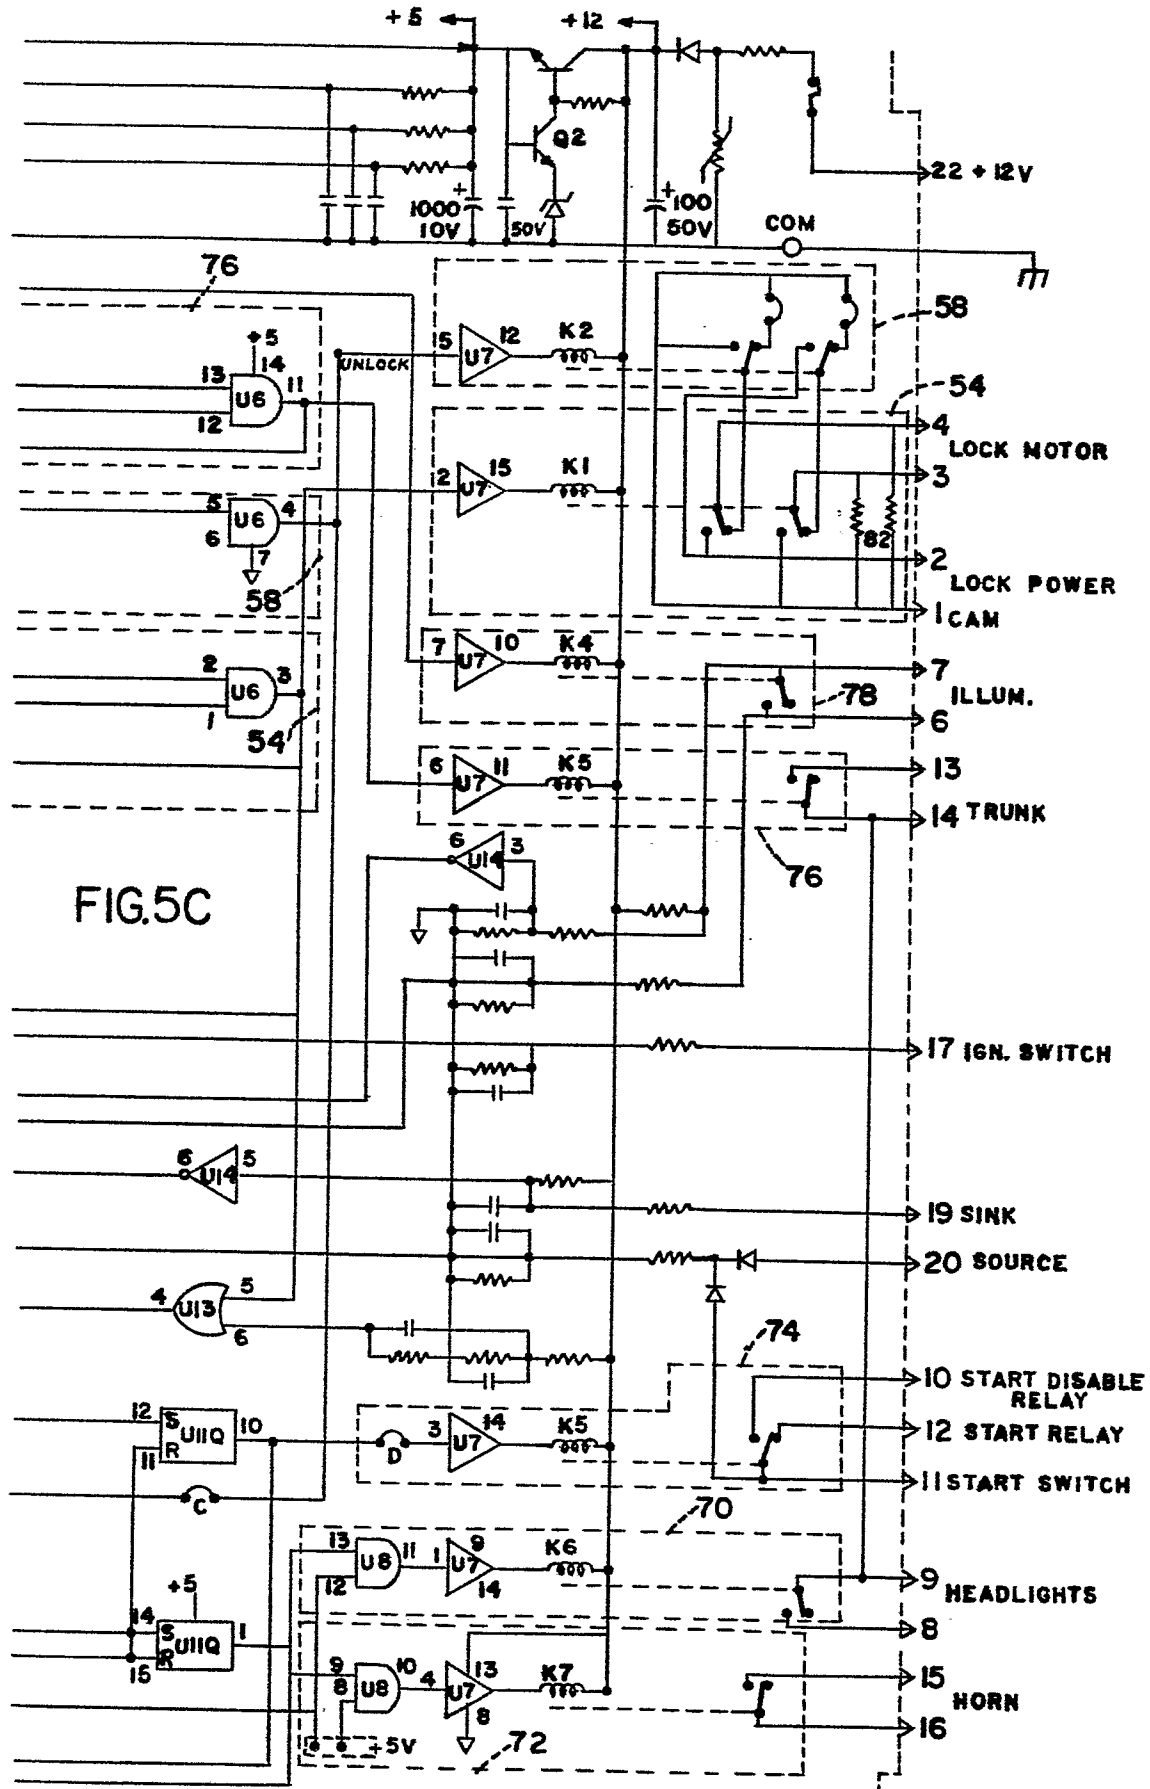 +5
+12
Q2
1000
10V
+
50V
+
100
50V
22 +12V
COM
76
+5
14
13
U6
11
12
UNLOCK
5
U7
12
K2
58
54
4
LOCK MOTOR
3
2
U7
15
K1
5
U6
4
6
7
58
82
2
LOCK POWER
1 CAM
2
U6
3
1
54
7
U7
10
K4
7
ILLUM.
78
6
6
U7
11
K5
13
14 TRUNK
76
6
U14
3
FIG.5C
17 IGN. SWITCH
6
U14
5
19 SINK
20 SOURCE
4
U13
5
6
74
10 START DISABLE
RELAY
12 START RELAY
11 START SWITCH
12
S
U11Q
10
11
R
D
3
U7
14
K5
C
70
13
U8
11
12
1
U7
9
14
K6
9
HEADLIGHTS
8
+5
14
S
U11Q
1
15
R
9
8
U8
10
4
U7
13
8
K7
15
HORN
16
+5V
72